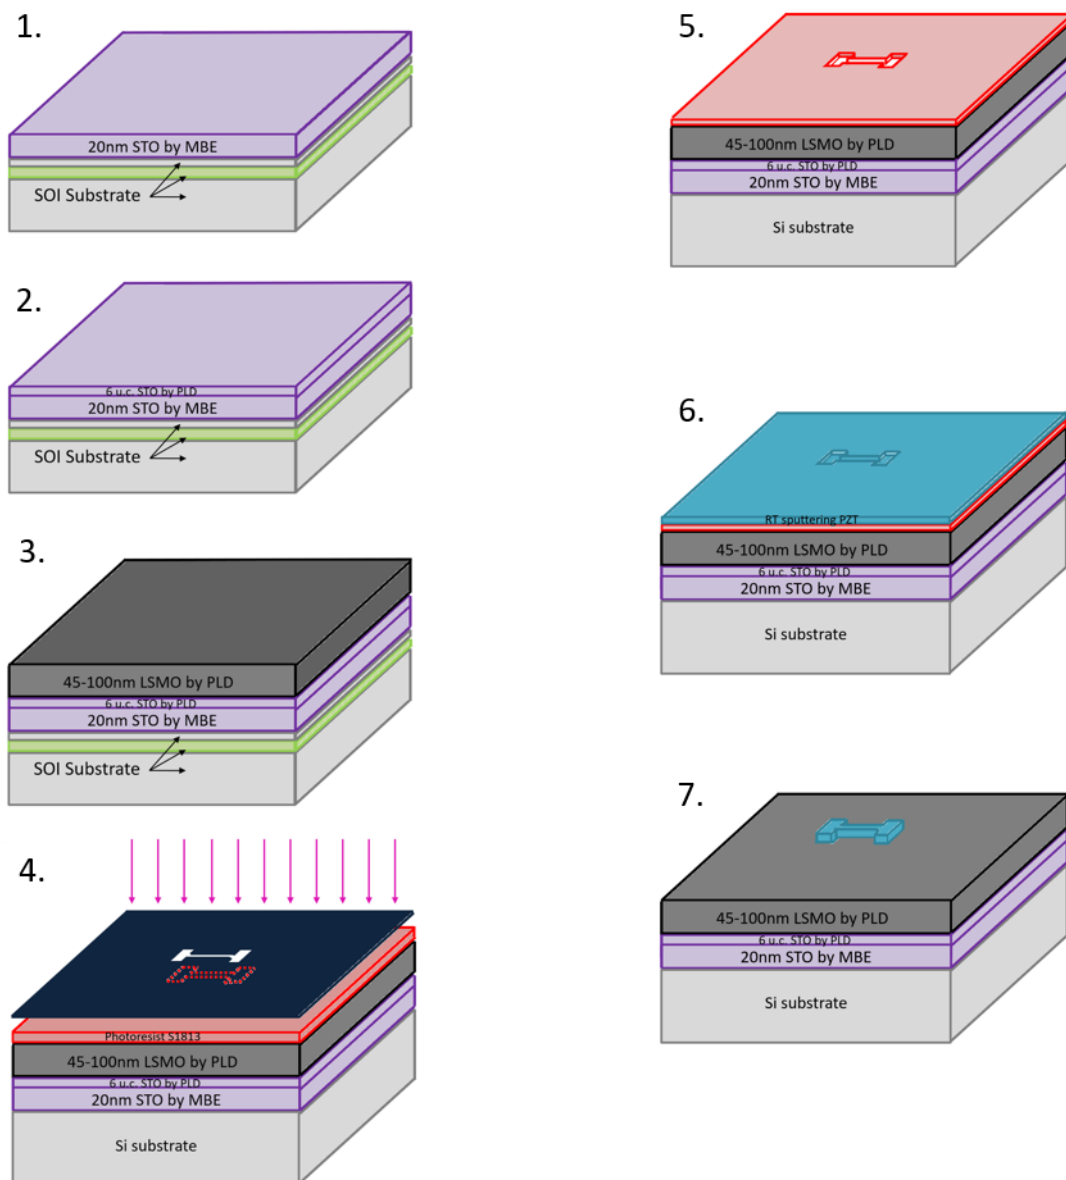 1.
20nm STO by MBE
SOI Substrate
2.
6 u.c. STO by PLD
20nm STO by MBE
SOI Substrate
3.
45-100nm LSMO by PLD
6 u.c. STO by PLD
20nm STO by MBE
SOI Substrate
4.
Photoresist S1813
45-100nm LSMO by PLD
6 u.c. STO by PLD
20nm STO by MBE
Si substrate
5.
45-100nm LSMO by PLD
6 u.c. STO by PLD
20nm STO by MBE
Si substrate
6.
RT sputtering PZT
45-100nm LSMO by PLD
6 u.c. STO by PLD
20nm STO by MBE
Si substrate
7.
45-100nm LSMO by PLD
6 u.c. STO by PLD
20nm STO by MBE
Si substrate